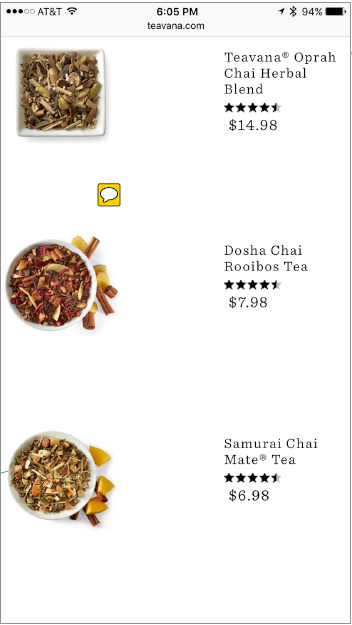 AT&T 6:05 PM 94%
teavana.com
Teavana® Oprah
Chai Herbal
Blend
$14.98
Dosha Chai
Rooibos Tea
$7.98
Samurai Chai
Mate® Tea
$6.98